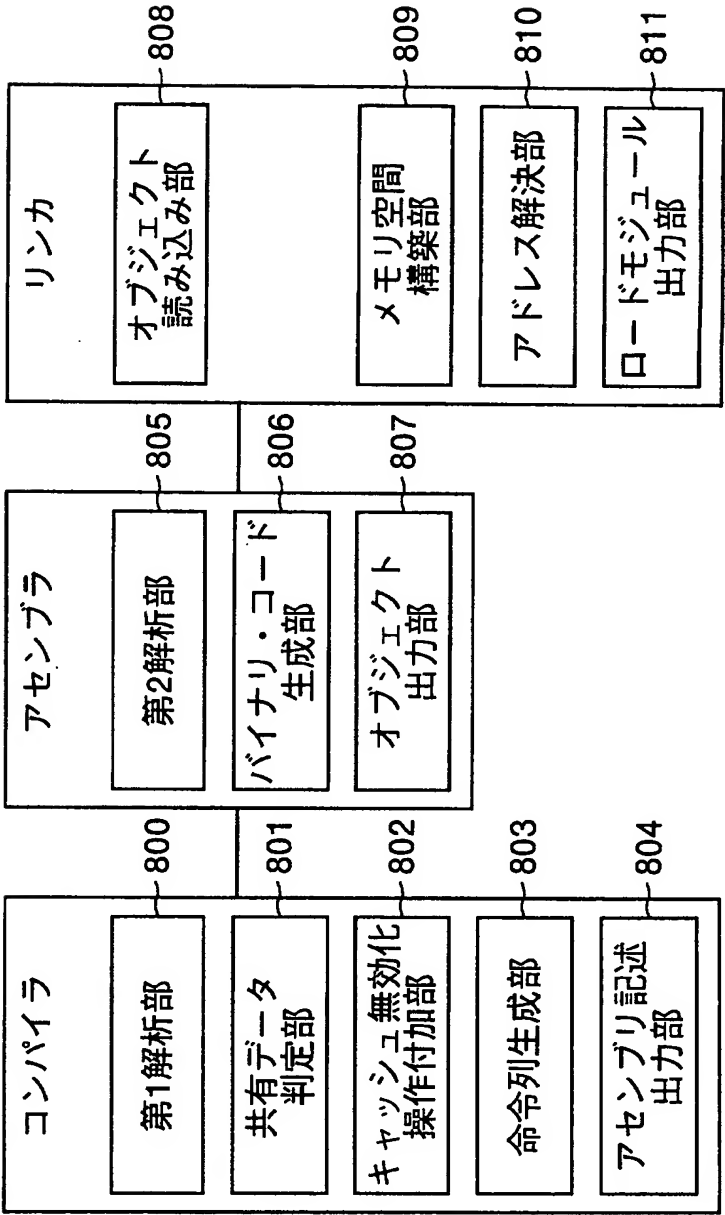 コンパイラ
第1解析部
800
共有データ
判定部
801
キャッシュ無効化
操作付加部
802
命令列生成部
803
アセンブリ記述
出力部
804
アセンブラ
第2解析部
805
バイナリ・コード
生成部
806
オブジェクト
出力部
807
リンカ
オブジェクト
読み込み部
808
メモリ空間
構築部
809
アドレス解決部
810
ロードモジュール
出力部
811